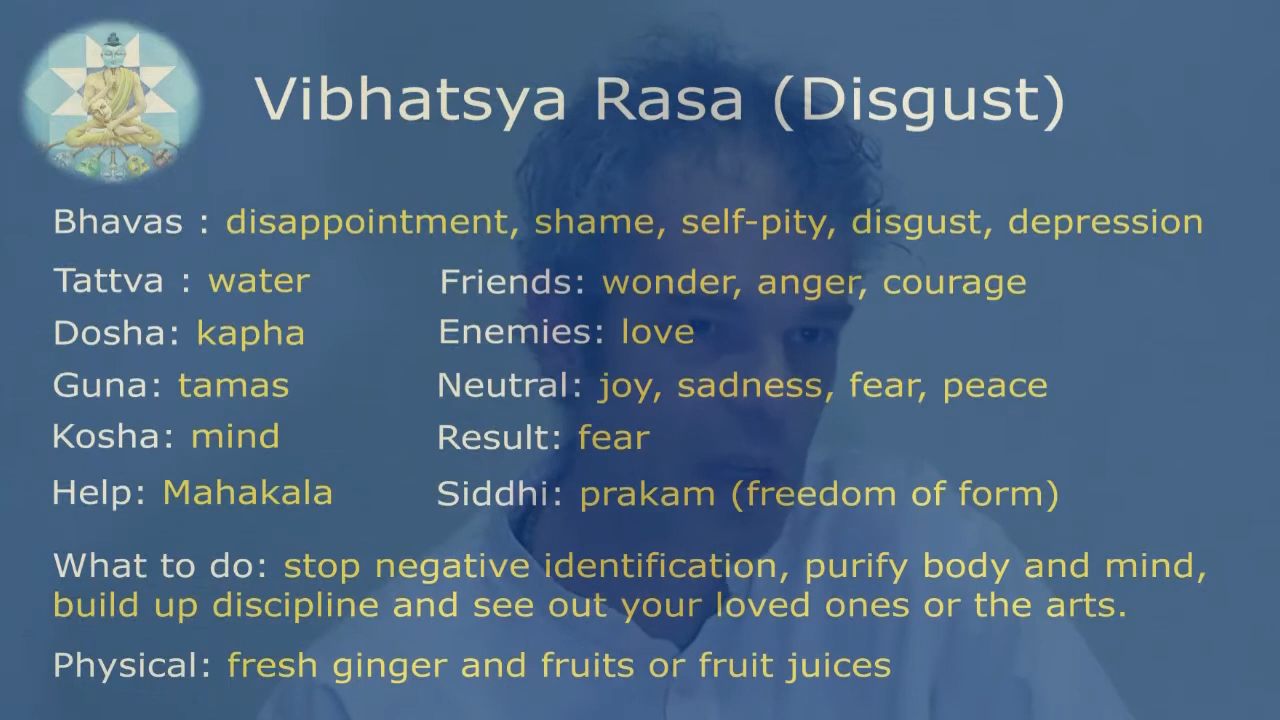 Vibhatsya Rasa (Disgust)
Bhavas : disappointment, shame, self-pity, disgust, depression
Tattva : water
Friends: wonder, anger, courage
Dosha: kapha
Enemies: love
Guna: tamas
Neutral: joy, sadness, fear, peace
Kosha: mind
Result: fear
Help: Mahakala
Siddhi: prakam (freedom of form)
What to do: stop negative identification, purify body and mind,
build up discipline and see out your loved ones or the arts.
Physical: fresh ginger and fruits or fruit juices